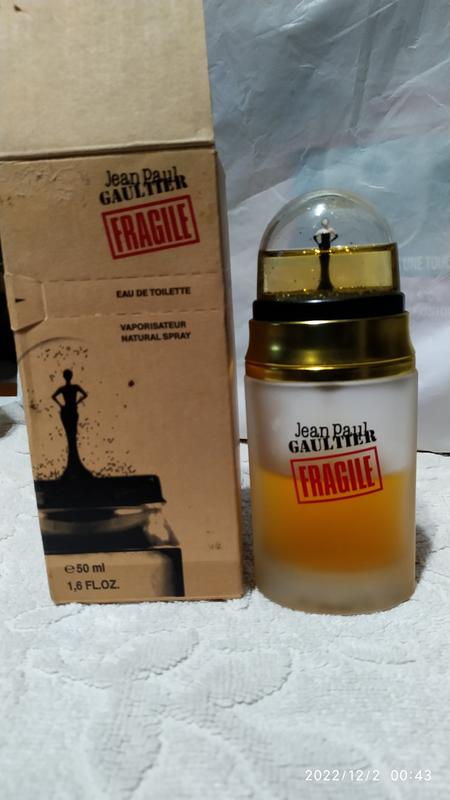 Jean Paul
GAULTIER
FRAGILE
EAU DE TOILETTE
VAPORISATEUR
NATURAL SPRAY
℮ 50 ml
1,6 FL.OZ.
Jean Paul
GAULTIER
FRAGILE
2022/12/2 00:43